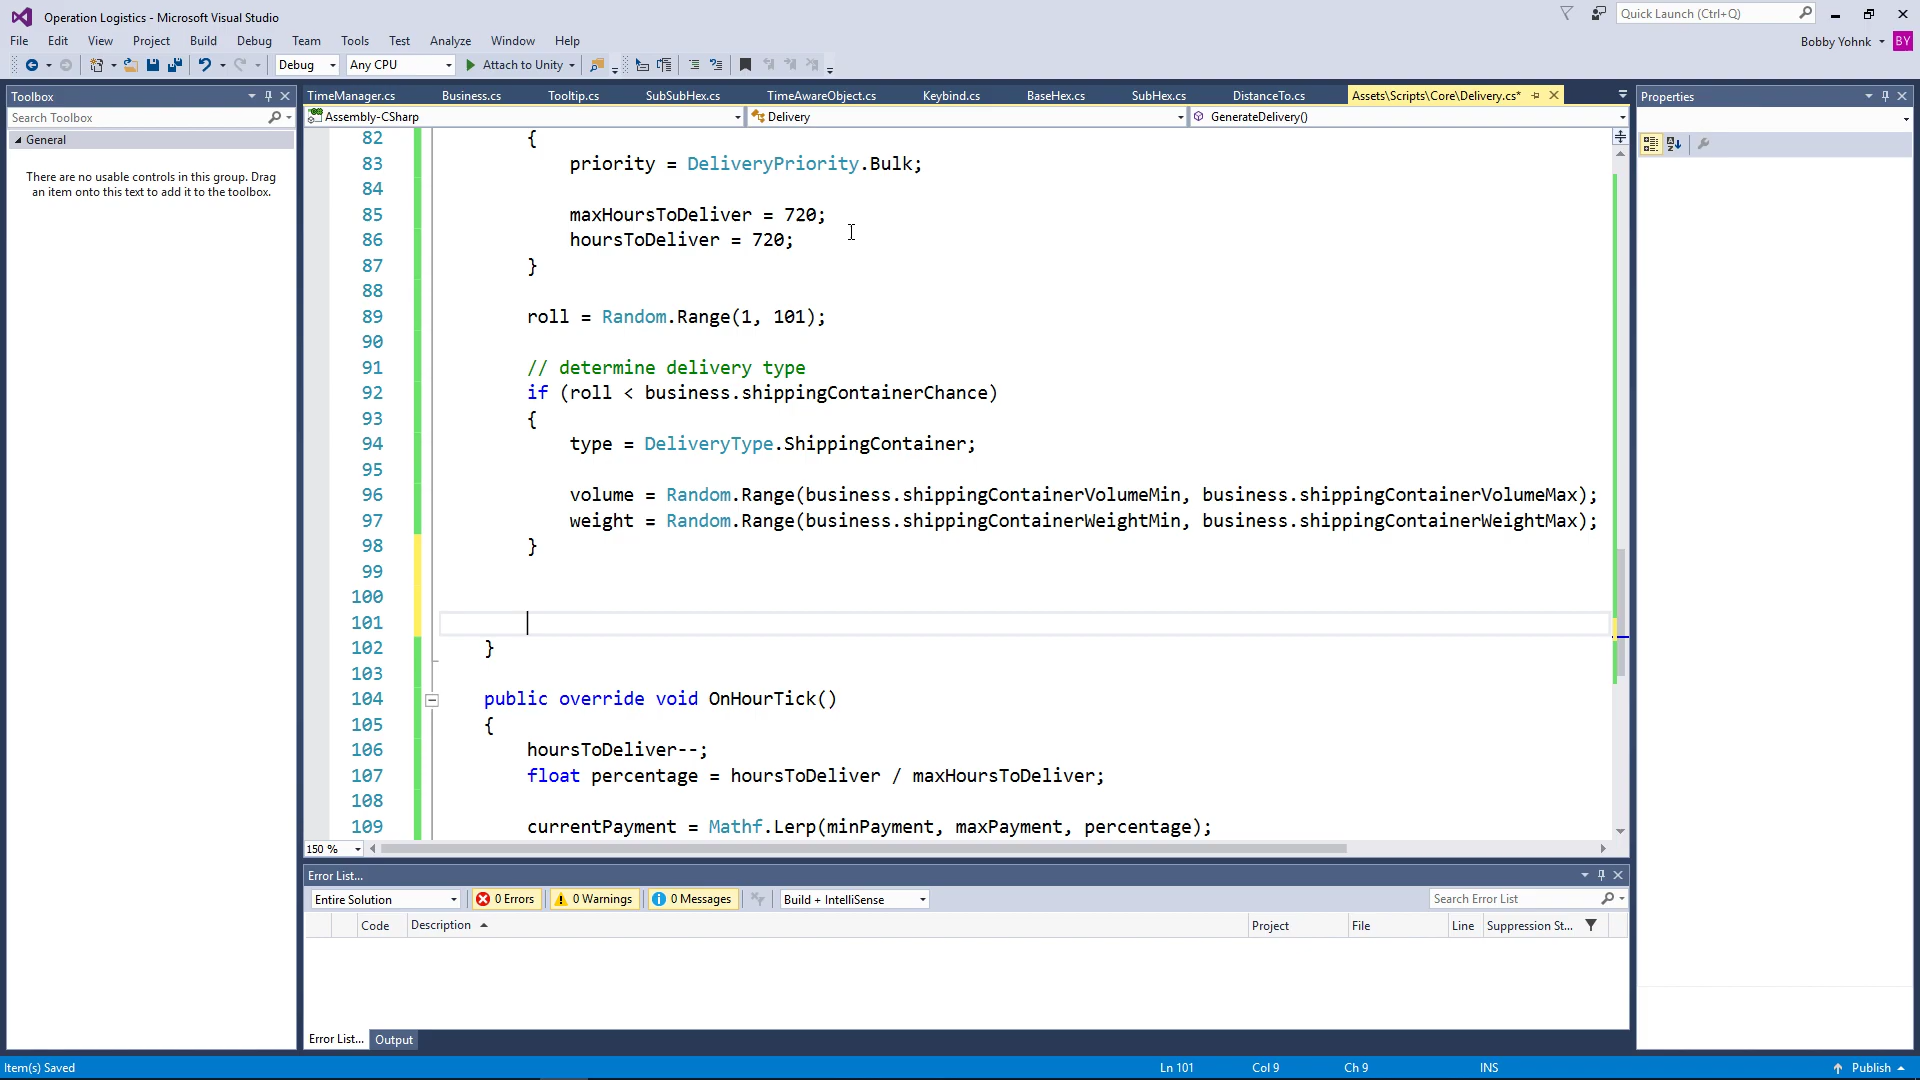 Operation Logistics - Microsoft Visual Studio
Quick Launch (Ctrl+Q)
File Edit View Project Build Debug Team Tools Test Analyze Window Help
Bobby Yohnk BY
Debug Any CPU Attach to Unity
Toolbox
TimeManager.cs Business.cs Tooltip.cs SubSubHex.cs TimeAwareObject.cs Keybind.cs BaseHex.cs SubHex.cs DistanceTo.cs Assets\Scripts\Core\Delivery.cs*
Properties
Search Toolbox
Assembly-CSharp Delivery GenerateDelivery()
General
There are no usable controls in this group. Drag
an item onto this text to add it to the toolbox.
82 {
83 priority = DeliveryPriority.Bulk;
84
85 maxHoursToDeliver = 720;
86 hoursToDeliver = 720;
87 }
88
89 roll = Random.Range(1, 101);
90
91 // determine delivery type
92 if (roll < business.shippingContainerChance)
93 {
94 type = DeliveryType.ShippingContainer;
95
96 volume = Random.Range(business.shippingContainerVolumeMin, business.shippingContainerVolumeMax);
97 weight = Random.Range(business.shippingContainerWeightMin, business.shippingContainerWeightMax);
98 }
99
100
101
102 }
103
104 public override void OnHourTick()
105 {
106 hoursToDeliver--;
107 float percentage = hoursToDeliver / maxHoursToDeliver;
108
109 currentPayment = Mathf.Lerp(minPayment, maxPayment, percentage);
150 %
Error List...
Entire Solution 0 Errors 0 Warnings 0 Messages Build + IntelliSense Search Error List
Code Description Project File Line Suppression St...
Error List... Output
Item(s) Saved Ln 101 Col 9 Ch 9 INS Publish